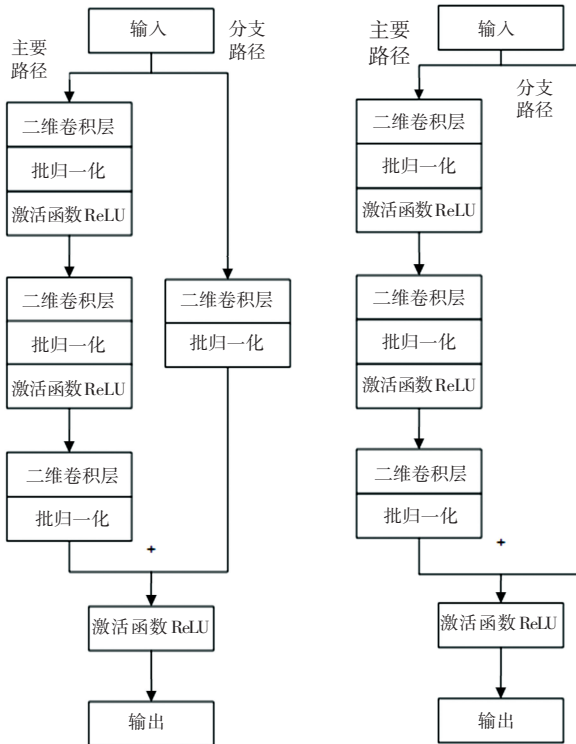 输入
主要
路径
分支
路径
二维卷积层
批归一化
激活函数ReLU
二维卷积层
批归一化
激活函数ReLU
二维卷积层
批归一化
二维卷积层
批归一化
+
激活函数ReLU
输出
输入
主要
路径
分支
路径
二维卷积层
批归一化
激活函数ReLU
二维卷积层
批归一化
激活函数ReLU
二维卷积层
批归一化
+
激活函数ReLU
输出